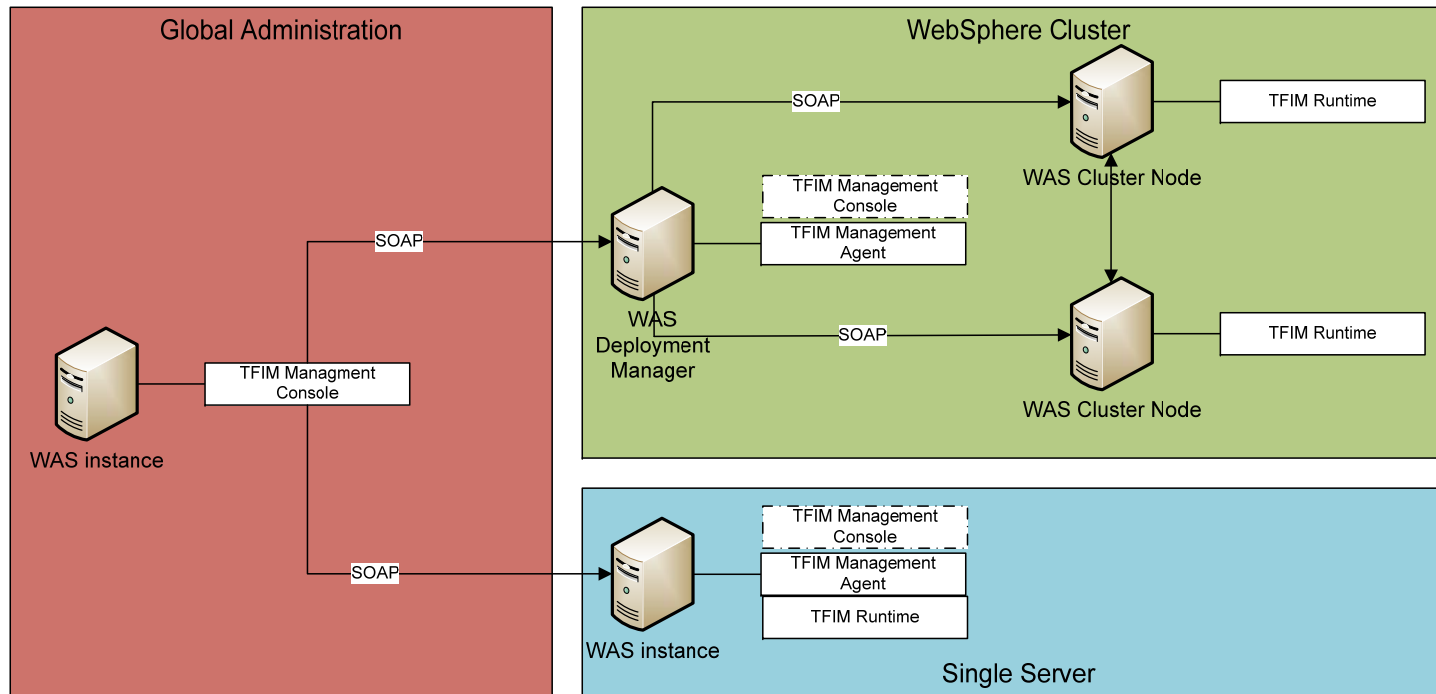 Global Administration
WebSphere Cluster
SOAP
TFIM Runtime
WAS Cluster Node
TFIM Management
Console
TFIM Management
Agent
SOAP
WAS
Deployment
Manager
SOAP
TFIM Runtime
WAS Cluster Node
TFIM Managment
Console
WAS instance
SOAP
TFIM Management
Console
TFIM Management
Agent
TFIM Runtime
WAS instance
Single Server